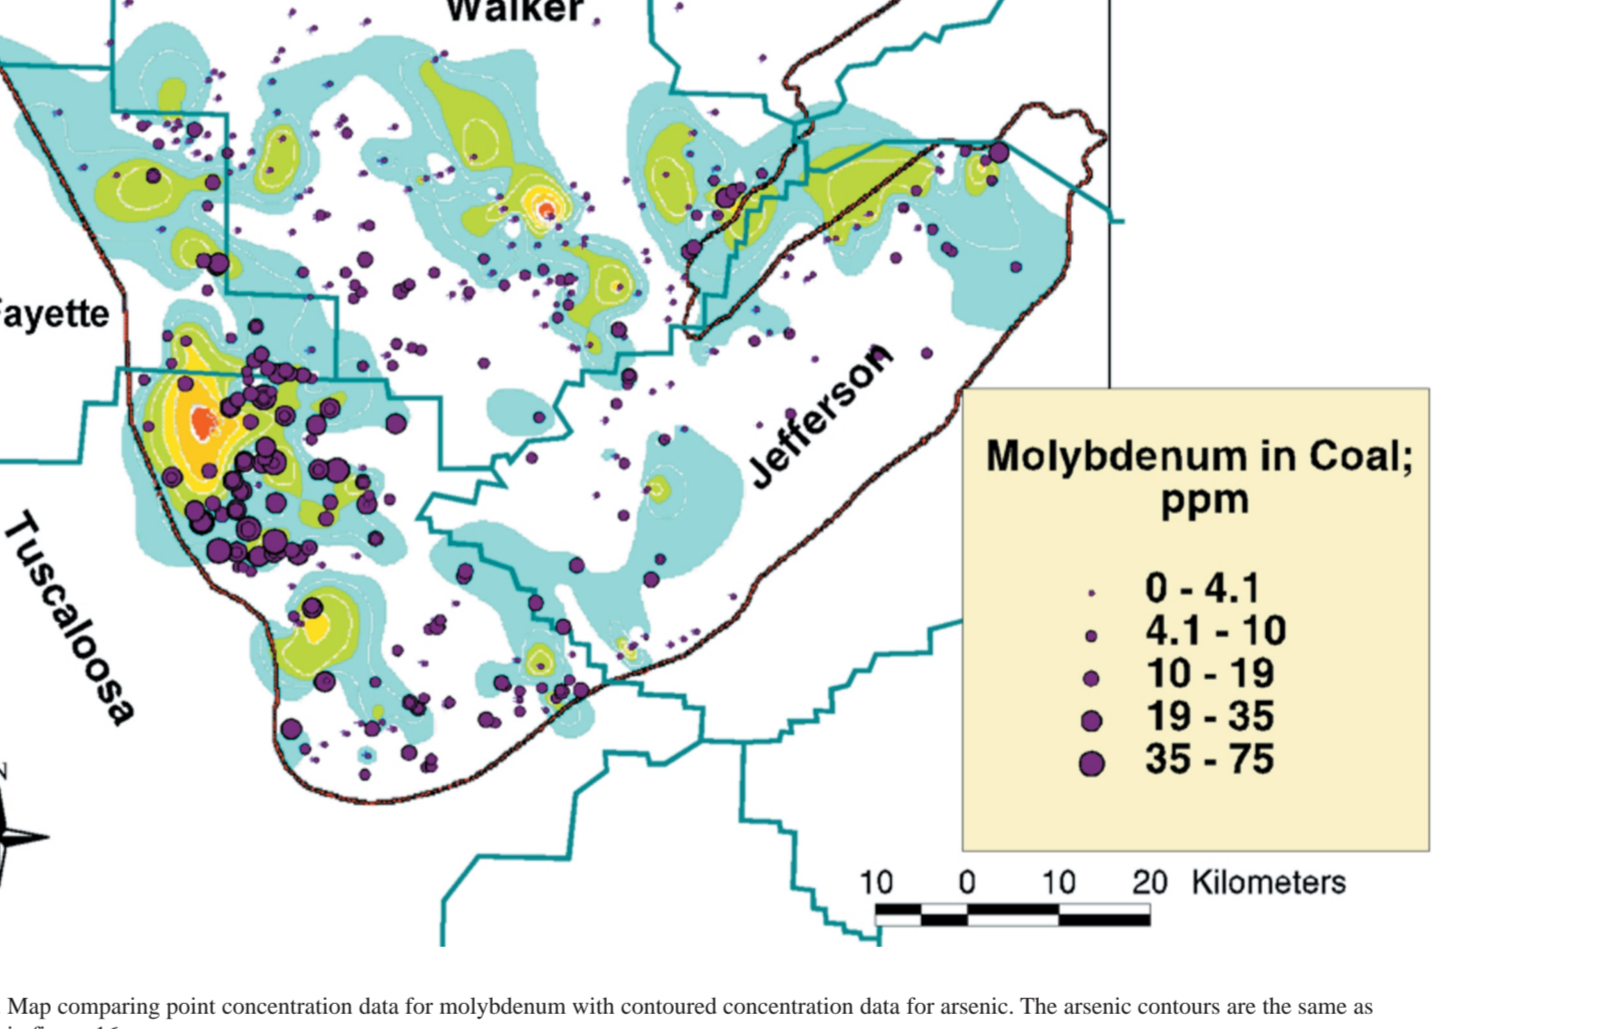 Walker
ayette
Jefferson
Tuscaloosa
N
Molybdenum in Coal;
ppm
0 - 4.1
4.1 - 10
10 - 19
19 - 35
35 - 75
10 0 10 20 Kilometers
Map comparing point concentration data for molybdenum with contoured concentration data for arsenic. The arsenic contours are the same as